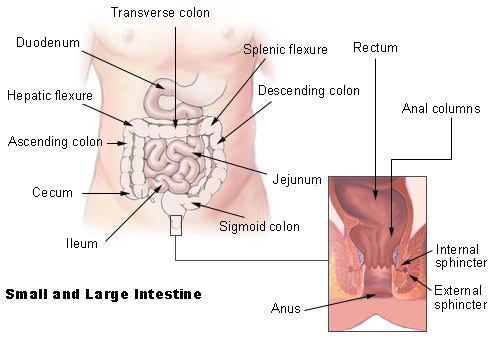 Transverse colon
Duodenum
Splenic flexure
Rectum
Hepatic flexure
Descending colon
Anal columns
Ascending colon
Jejunum
Cecum
Sigmoid colon
Ileum
Internal
sphincter
Small and Large Intestine
External
sphincter
Anus